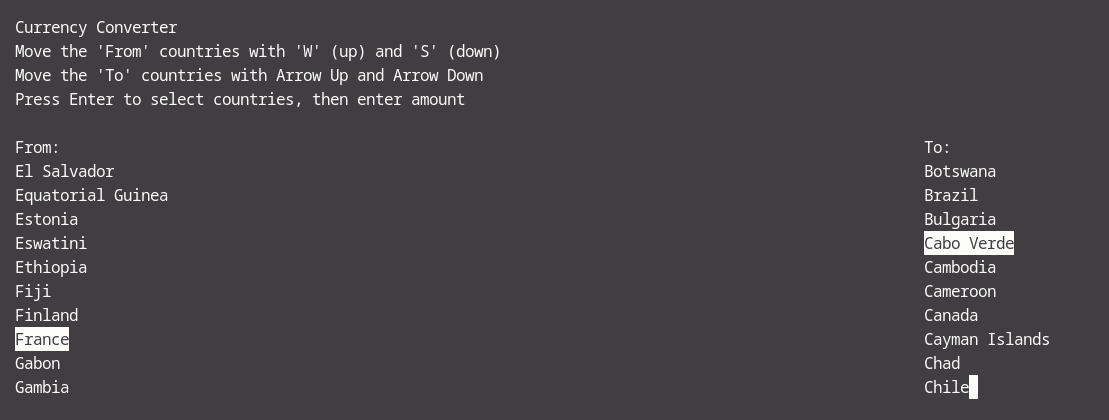 Currency Converter
Move the 'From' countries with 'W' (up) and 'S' (down)
Move the 'To' countries with Arrow Up and Arrow Down
Press Enter to select countries, then enter amount
From:
El Salvador
Equatorial Guinea
Estonia
Eswatini
Ethiopia
Fiji
Finland
France
Gabon
Gambia
To:
Botswana
Brazil
Bulgaria
Cabo Verde
Cambodia
Cameroon
Canada
Cayman Islands
Chad
Chile